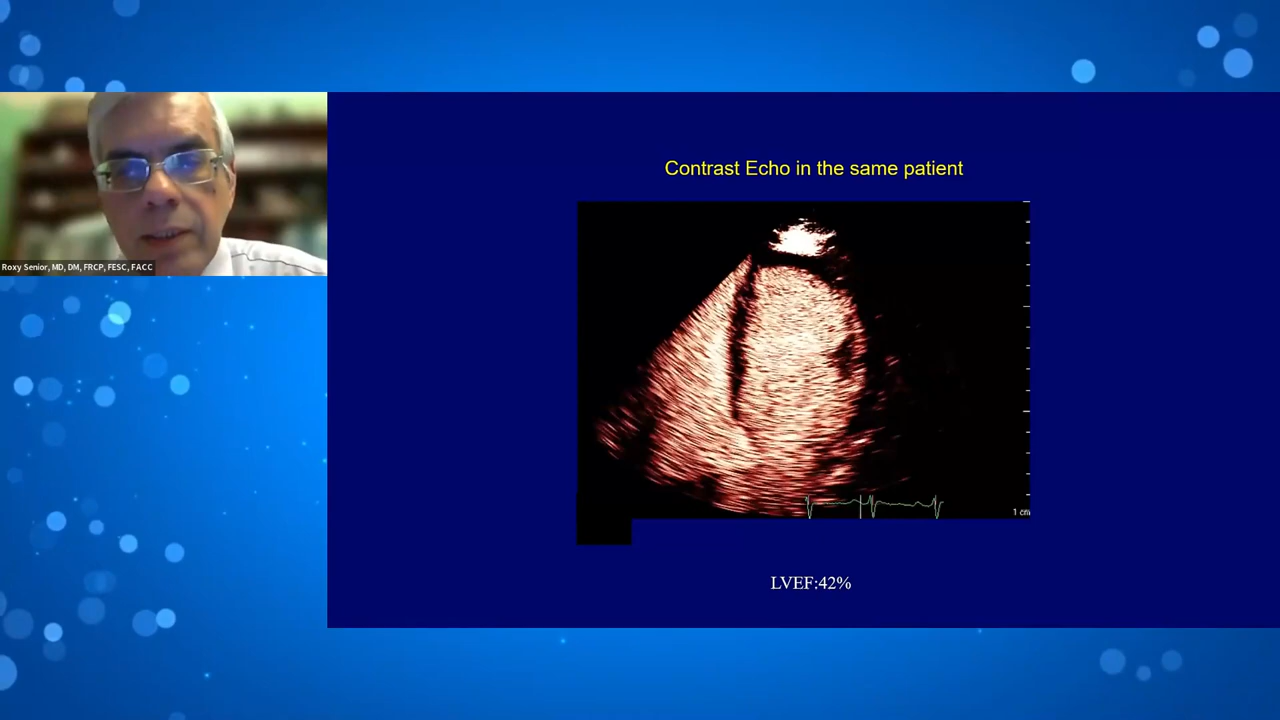 Contrast Echo in the same patient
Roxy Senior, MD, DM, FRCP, FESC, FACC
1 cm
LVEF:42%